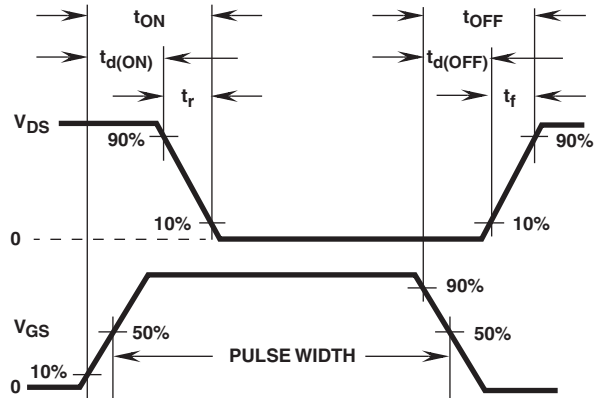 tON tOFF
td(ON) td(OFF)
tr tf
VDS
90% 90%
10% 10%
0
90%
VGS 50% PULSE WIDTH 50%
10%
0